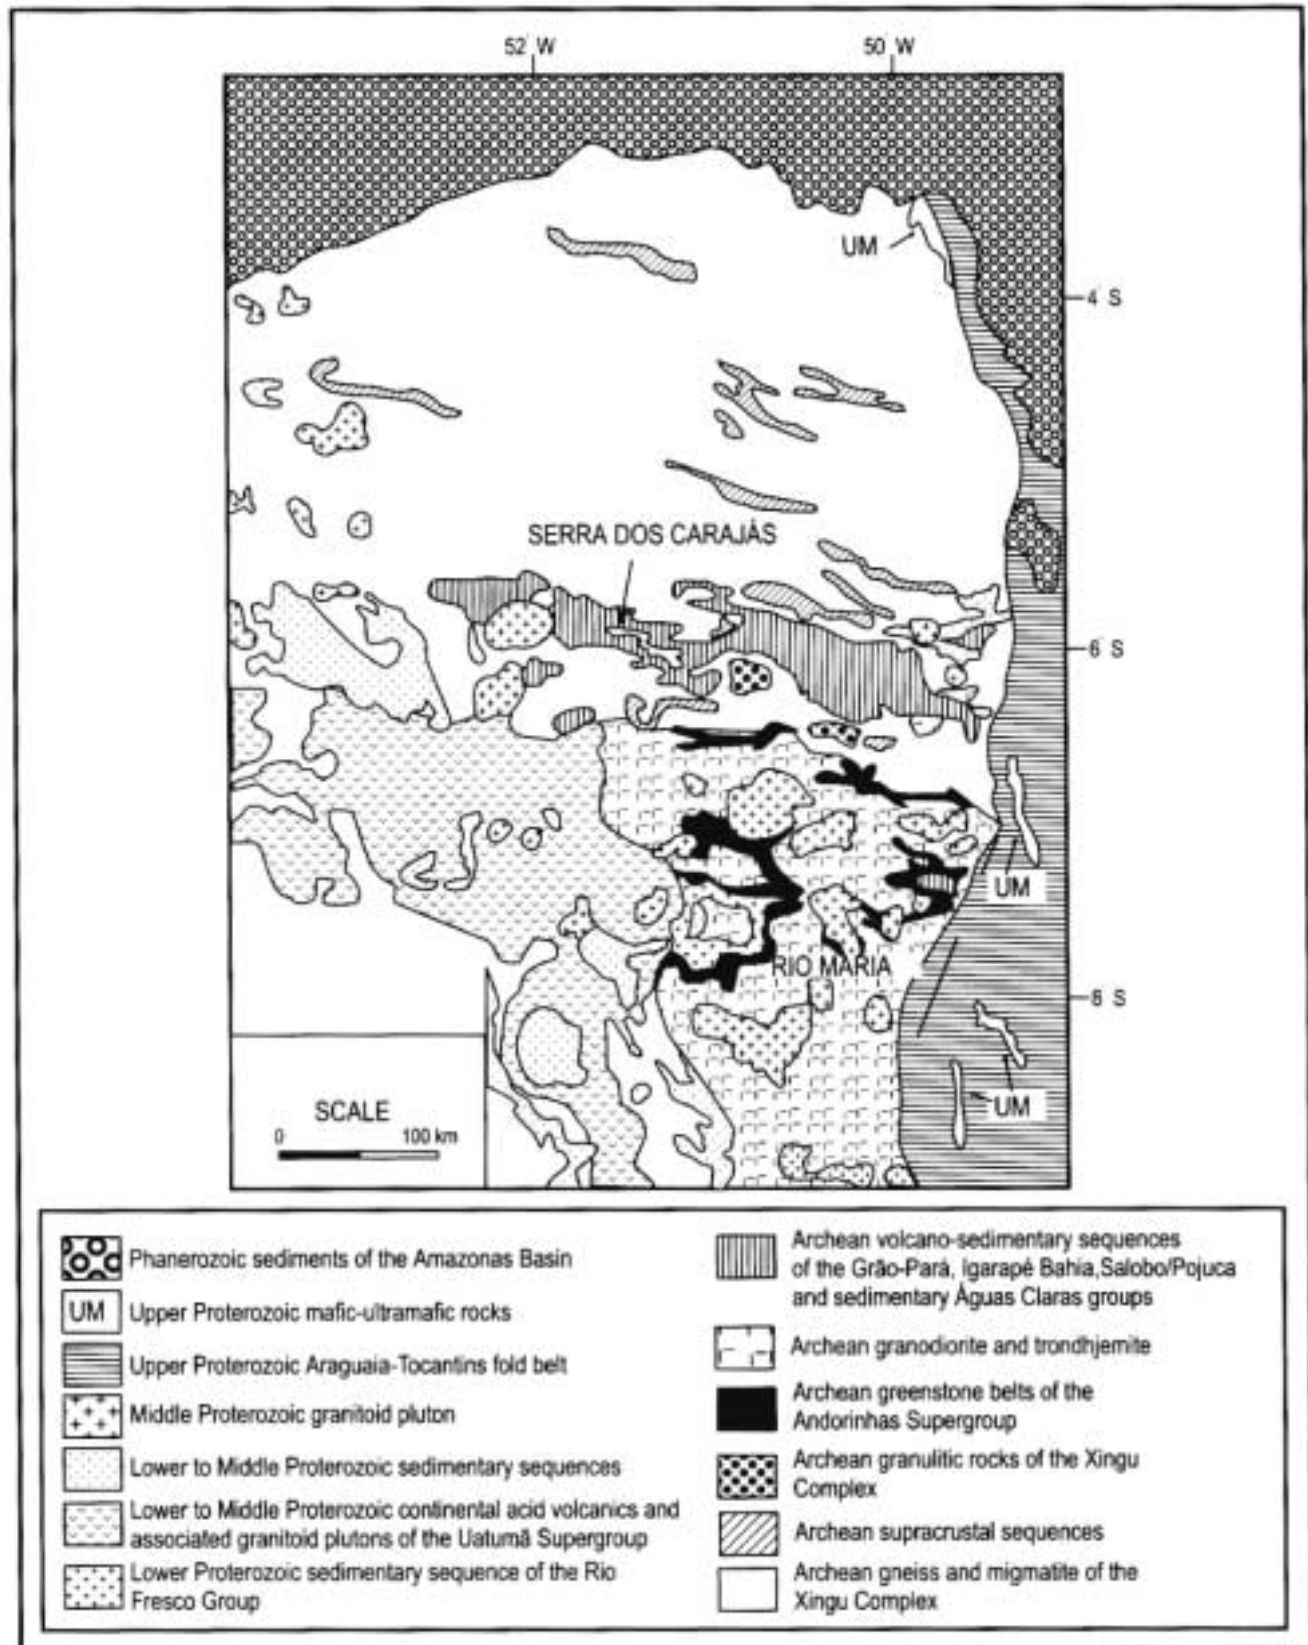 52° W
50° W
UM
4° S
SERRA DOS CARAJÁS
6° S
UM
RIO MARIA
8° S
UM
SCALE
0 100 km
Phanerozoic sediments of the Amazonas Basin
UM Upper Proterozoic mafic-ultramafic rocks
Upper Proterozoic Araguaia-Tocantins fold belt
Middle Proterozoic granitoid pluton
Lower to Middle Proterozoic sedimentary sequences
Lower to Middle Proterozoic continental acid volcanics and
associated granitoid plutons of the Uatumã Supergroup
Lower Proterozoic sedimentary sequence of the Rio
Fresco Group
Archean volcano-sedimentary sequences
of the Grão-Pará, Igarapé Bahia,Salobo/Pojuca
and sedimentary Águas Claras groups
Archean granodiorite and trondhjemite
Archean greenstone belts of the
Andorinhas Supergroup
Archean granulitic rocks of the Xingu
Complex
Archean supracrustal sequences
Archean gneiss and migmatite of the
Xingu Complex